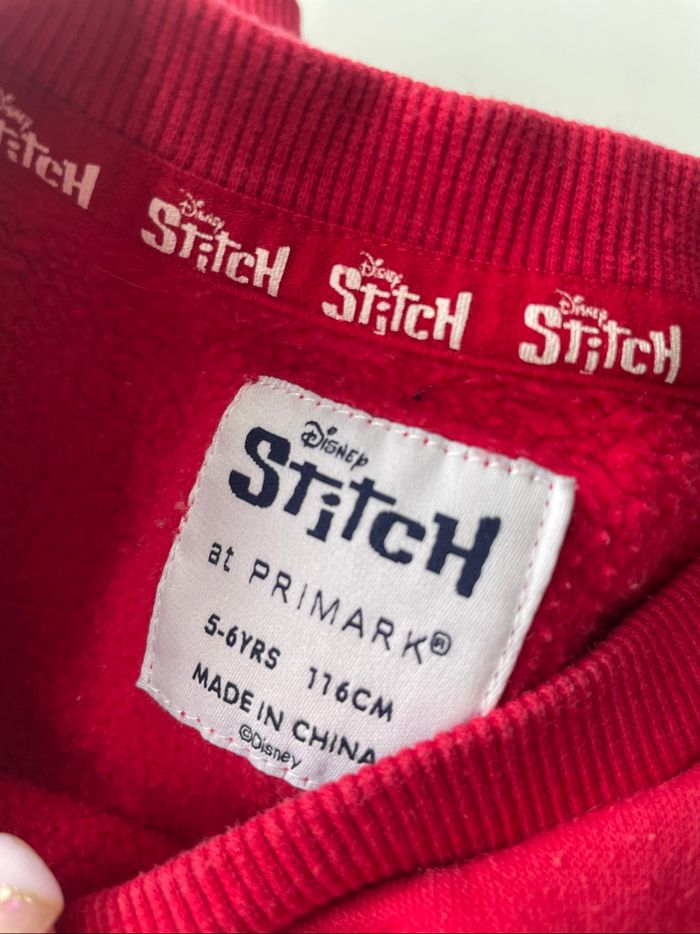 Disney
Stitch
Disney
Stitch
Disney
Stitch
Disney
Stitch
Disney
Stitch
at PRIMARK®
5-6YRS 116CM
MADE IN CHINA
©Disney